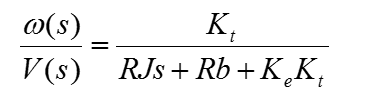 ω(s)/V(s) = K_t/(RJs + Rb + K_eK_t)